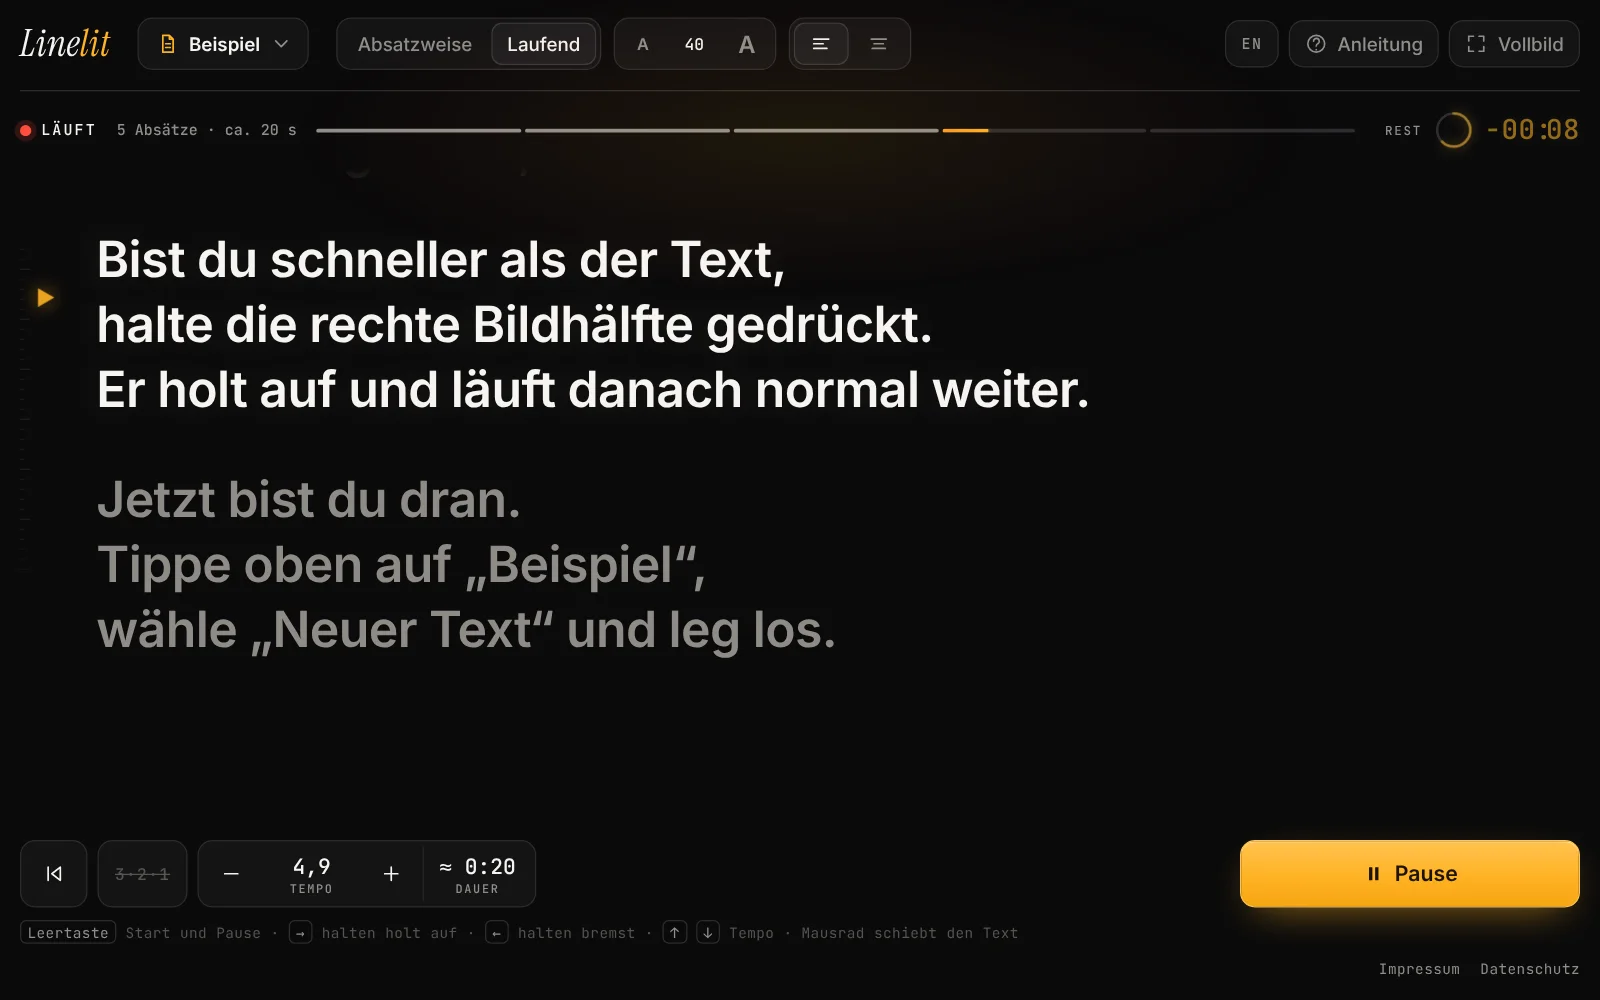 Linelit
Beispiel
Absatzweise Laufend
A 40 A
EN
Anleitung
Vollbild
LÄUFT 5 Absätze · ca. 20 s
REST -00:08
Bist du schneller als der Text,
halte die rechte Bildhälfte gedrückt.
Er holt auf und läuft danach normal weiter.
Jetzt bist du dran.
Tippe oben auf „Beispiel“,
wähle „Neuer Text“ und leg los.
3·2·1
− 4,9 +
TEMPO
≈ 0:20
DAUER
Pause
Leertaste Start und Pause · → halten holt auf · ← halten bremst · ↑ ↓ Tempo · Mausrad schiebt den Text
Impressum Datenschutz